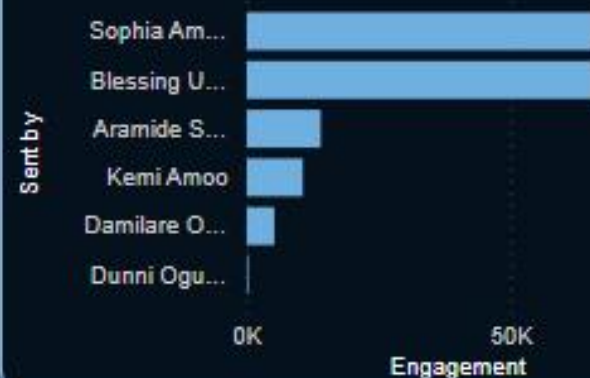 Sent by
Sophia Am...
Blessing U...
Aramide S...
Kemi Amoo
Damilare O...
Dunni Ogu...
0K
50K
Engagement